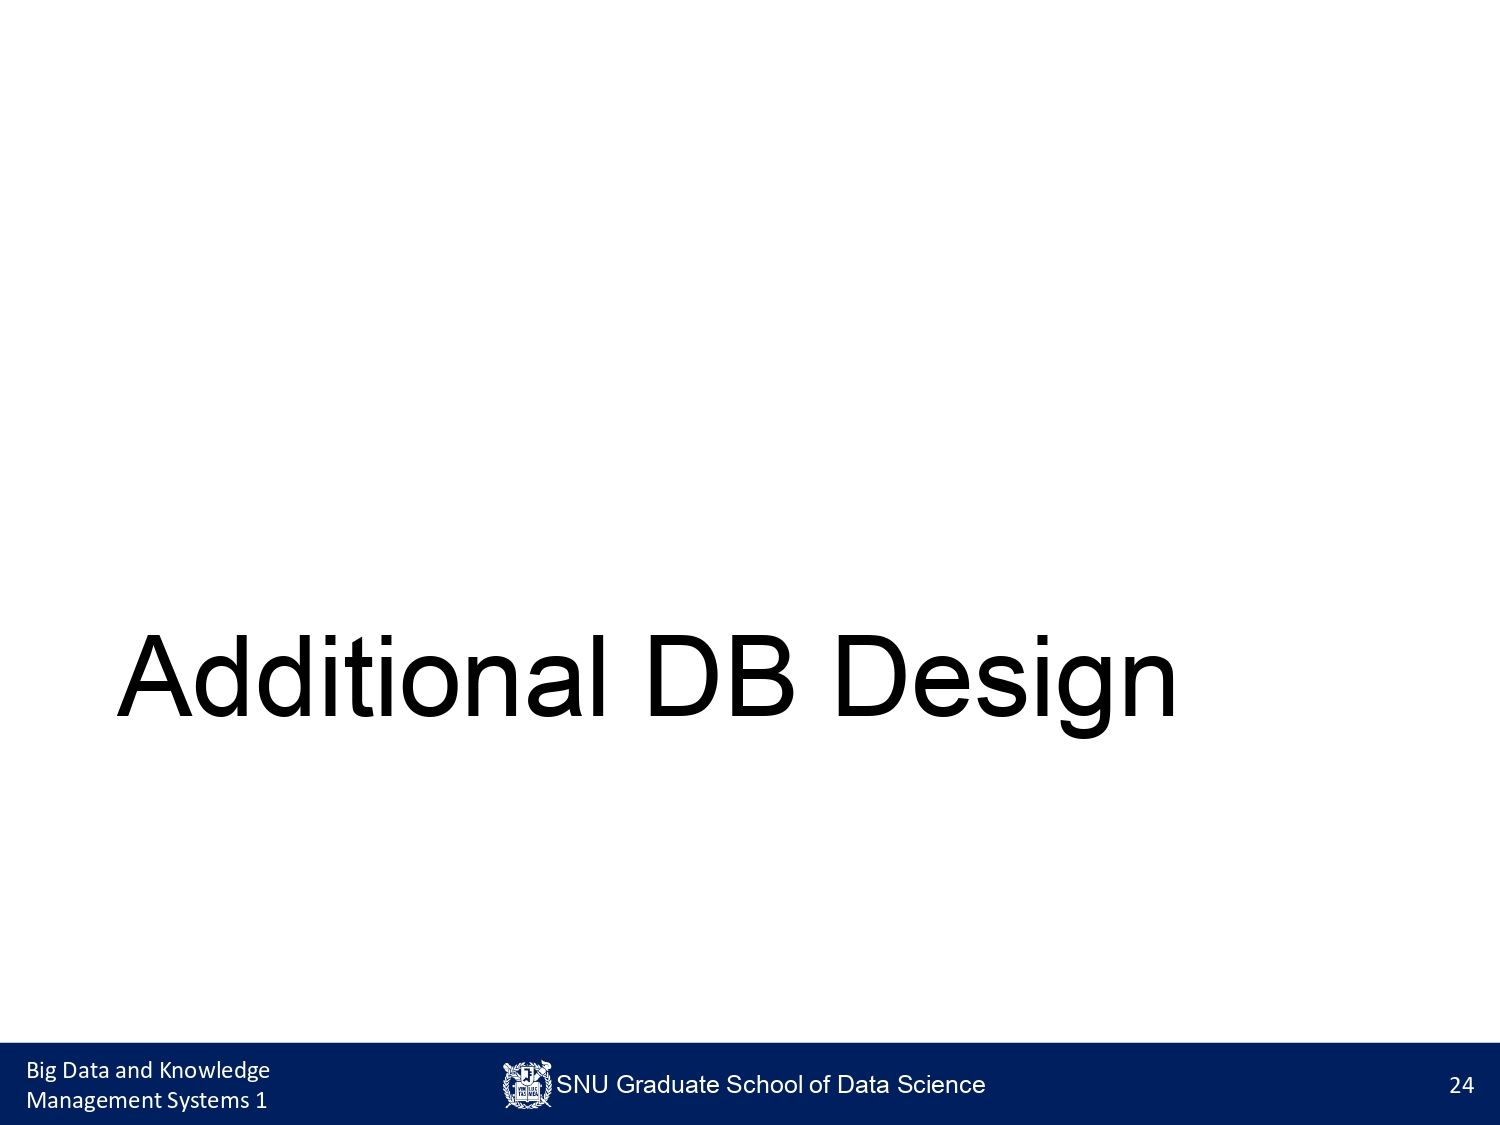 Additional DB Design
Big Data and Knowledge
Management Systems 1
SNU Graduate School of Data Science
24